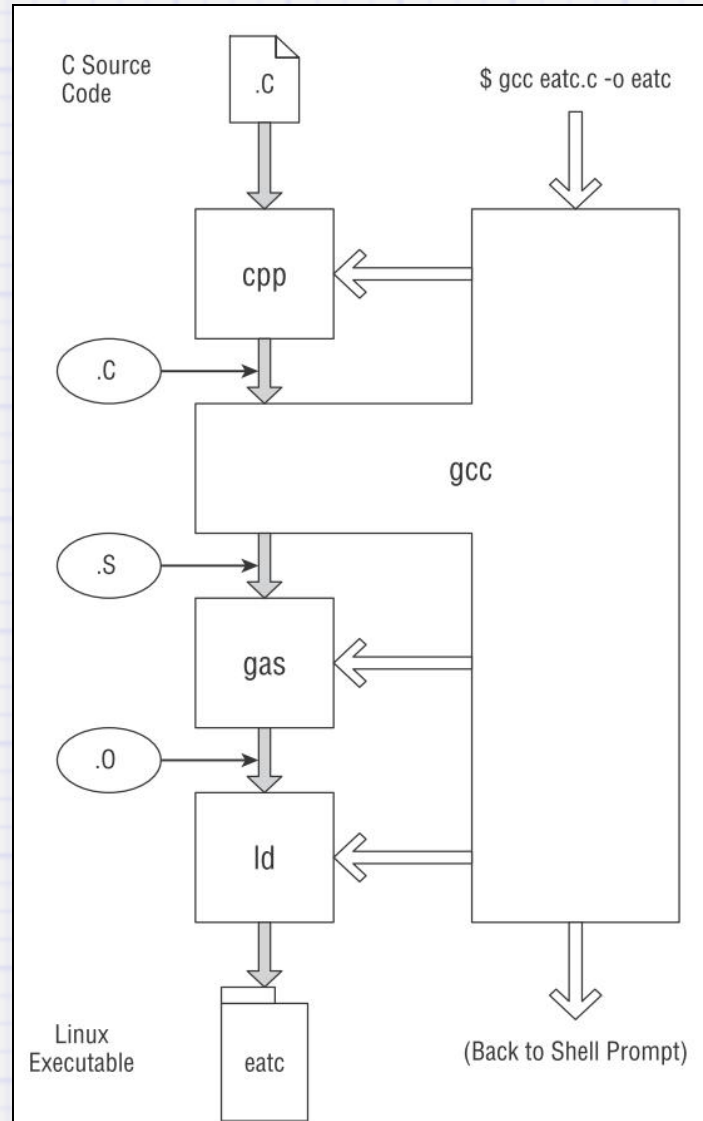 C Source
Code
.C
$ gcc eatc.c -o eatc
cpp
.C
gcc
.S
gas
.O
ld
Linux
Executable
eatc
(Back to Shell Prompt)